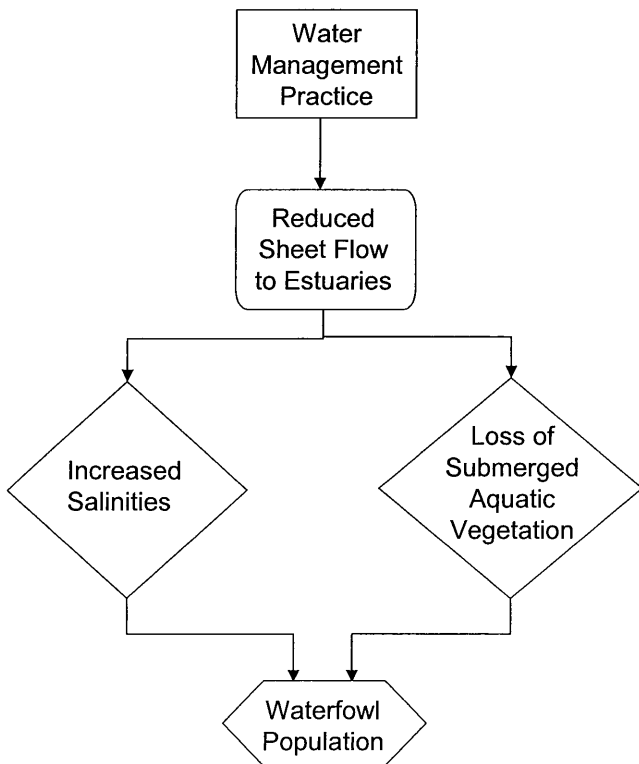 Water
Management
Practice
Reduced
Sheet Flow
to Estuaries
Increased
Salinities
Loss of
Submerged
Aquatic
Vegetation
Waterfowl
Population